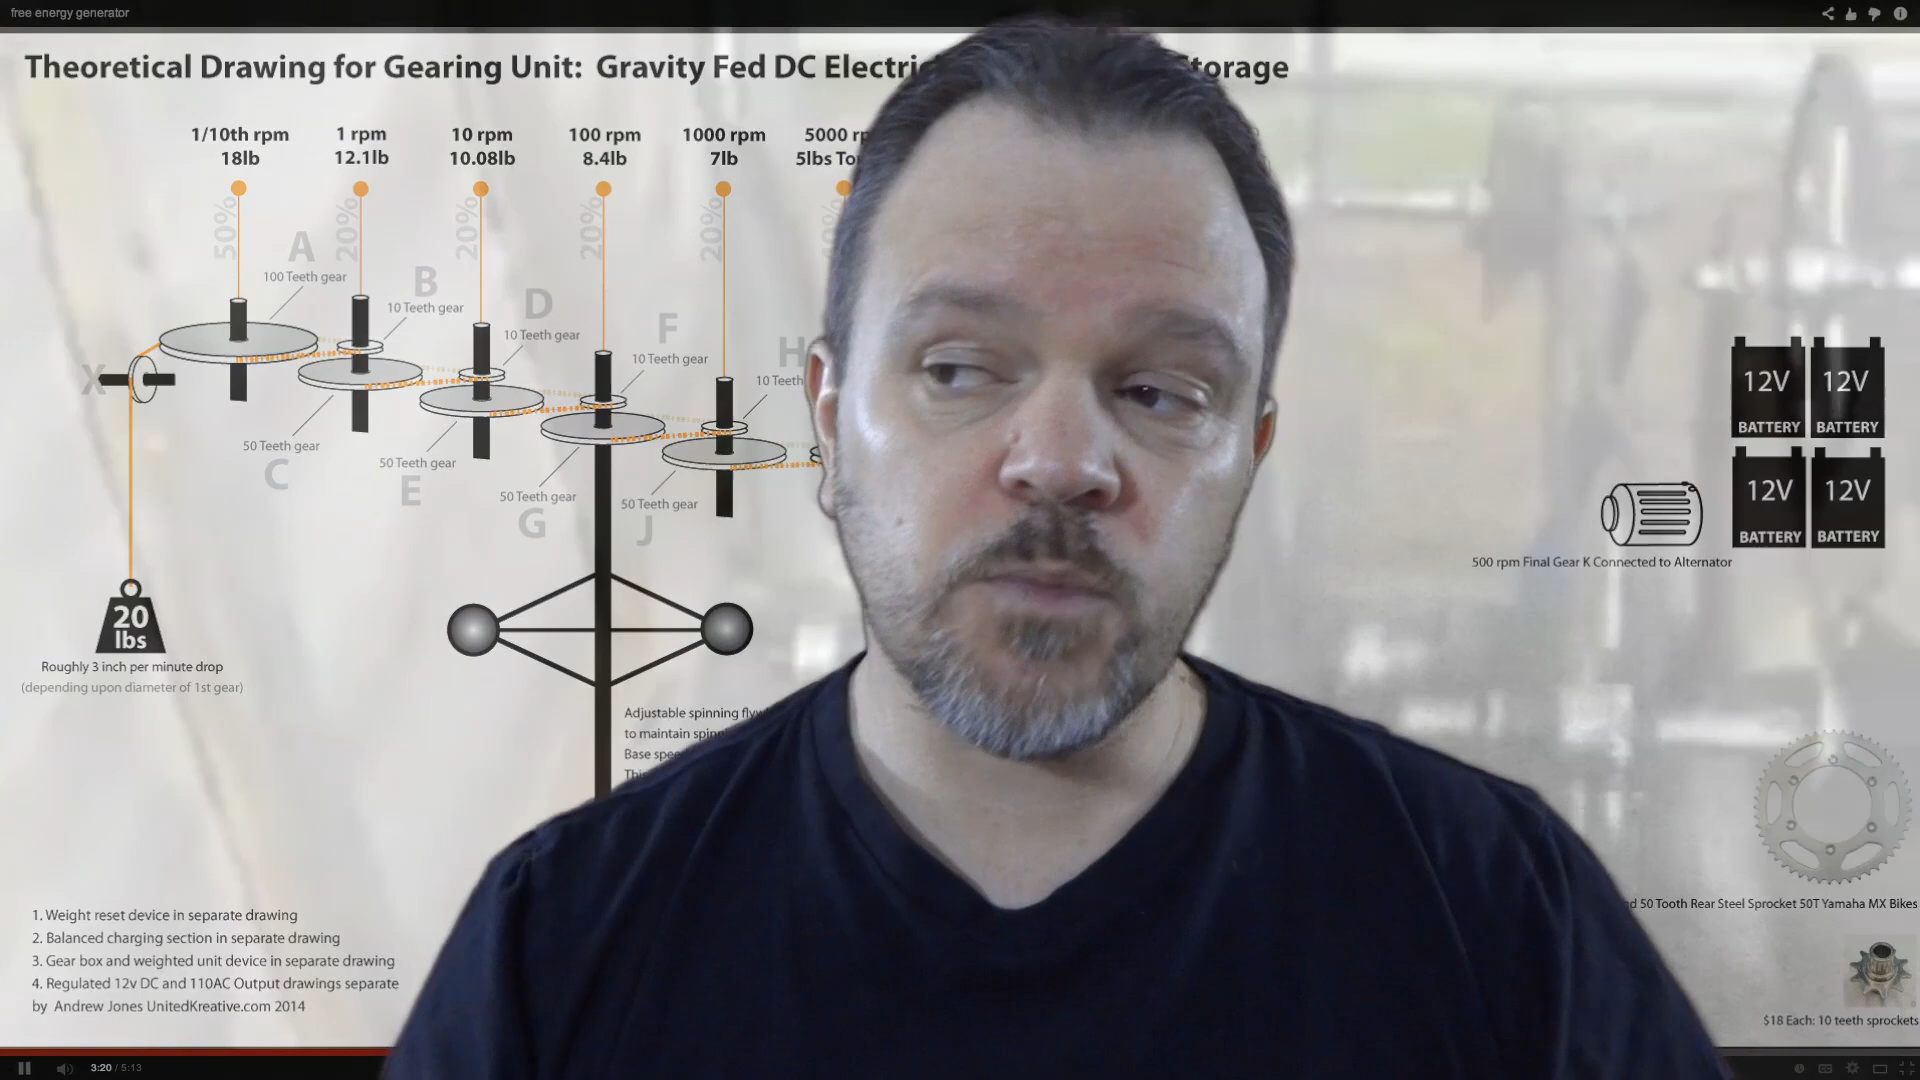 free energy generator
Theoretical Drawing for Gearing Unit: Gravity Fed DC
1/10th rpm
18lb
1 rpm
12.1lb
10 rpm
10.08lb
100 rpm
8.4lb
1000 rpm
7lb
5000
5lbs
50%
20%
20%
20%
20%
A
100 Teeth gear
B
10 Teeth gear
D
10 Teeth gear
F
10 Teeth gear
H
10 Teeth
X
50 Teeth gear
C
50 Teeth gear
E
50 Teeth gear
G
50 Teeth gear
J
12V
BATTERY
12V
BATTERY
12V
BATTERY
12V
BATTERY
500 rpm Final Gear K Connected to Alternator
20
lbs
Roughly 3 inch per minute drop
(depending upon diameter of 1st gear)
Adjustable spinning
to maintain
Base
50 Tooth Rear Steel Sprocket 50T Yamaha MX Bikes
1. Weight reset device in separate drawing
2. Balanced charging section in separate drawing
3. Gear box and weighted unit device in separate drawing
4. Regulated 12v DC and 110AC Output drawings separate
by Andrew Jones UnitedKreative.com 2014
$18 Each: 10 teeth sprockets
3:20 / 5:13